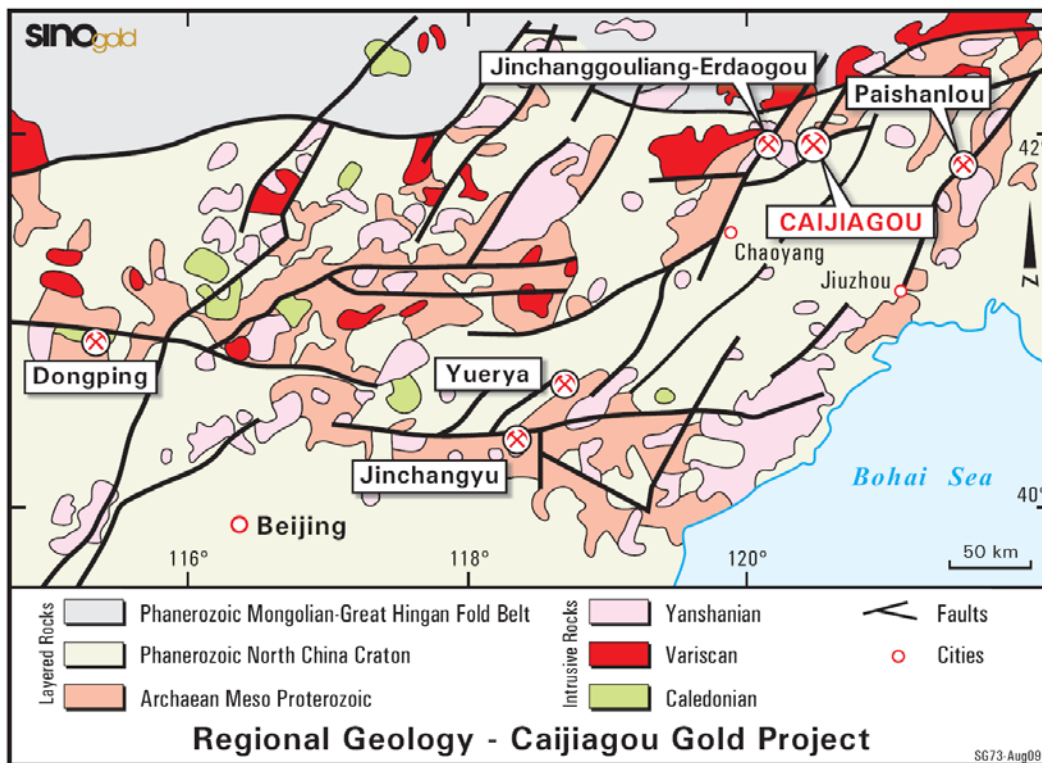 sinogold
Jinchanggouliang-Erdaogou
Paishanlou
42°
CAIJIAGOU
Chaoyang
Z
Jiuzhou
Dongping
Yuerya
Jinchangyu
Bohai Sea
40°
Beijing
116°
118°
120°
50 km
Layered Rocks
Phanerozoic Mongolian-Great Hingan Fold Belt
Phanerozoic North China Craton
Archaean Meso Proterozoic
Intrusive Rocks
Yanshanian
Variscan
Caledonian
Faults
Cities
Regional Geology - Caijiagou Gold Project
SG73-Aug09